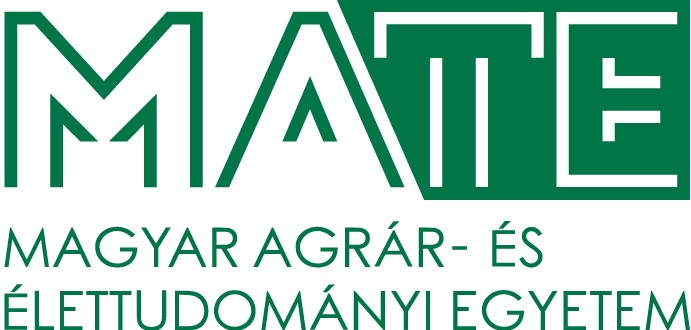 MATE
MAGYAR AGRÁR- ÉS
ÉLETTUDOMÁNYI EGYETEM